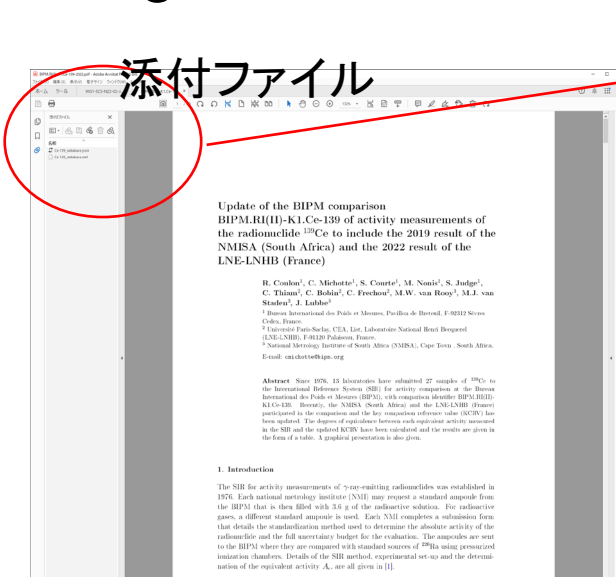 添付ファイル
名前
Update of the BIPM comparison
BIPM.RI(II)-K1.Ce-139 of activity measurements of
the radionuclide ¹³⁹Ce to include the 2019 result of the
NMISA (South Africa) and the 2022 result of the
LNE-LNHB (France)
R. Coulon¹, C. Michotte¹, S. Courte¹, M. Nonis¹, S. Judge¹,
C. Thiam², C. Bobin², C. Frechou², M.W. van Rooy³, M.J. van
Staden³, J. Lubbe³
¹ Bureau International des Poids et Mesures, Pavillon de Breteuil, F-92312 Sèvres
Cedex, France.
² Université Paris-Saclay, CEA, List, Laboratoire National Henri Becquerel
(LNE-LNHB), F-91120 Palaiseau, France.
³ National Metrology Institute of South Africa (NMISA), Cape Town , South Africa.
E-mail: cmichotte@bipm.org
Abstract Since 1976, 15 laboratories have submitted 27 samples of ¹³⁹Ce to
the International Reference System (SIR) for activity comparison at the Bureau
International des Poids et Mesures (BIPM), with comparison identifier BIPM.RI(II)-
K1.Ce-139. Recently, the NMISA (South Africa) and the LNE-LNHB (France)
participated in the comparison and the key comparison reference value (KCRV) has
been updated. The degrees of equivalence between each equivalent activity measured
in the SIR and the updated KCRV have been calculated and the results are given in
the form of a table. A graphical presentation is also given.
1. Introduction
The SIR for activity measurements of γ-ray-emitting radionuclides was established in
1976. Each national metrology institute (NMI) may request a standard ampoule from
the BIPM that is then filled with 3.6 g of the radioactive solution. For radioactive
gases, a different standard ampoule is used. Each NMI completes a submission form
that details the standardization method used to determine the absolute activity of the
radionuclide and the full uncertainty budget for the evaluation. The ampoules are sent
to the BIPM where they are compared with standard sources of ²²⁶Ra using pressurized
ionization chambers. Details of the SIR method, experimental set-up and the determi-
nation of the equivalent activity Aₑ, are all given in [1].